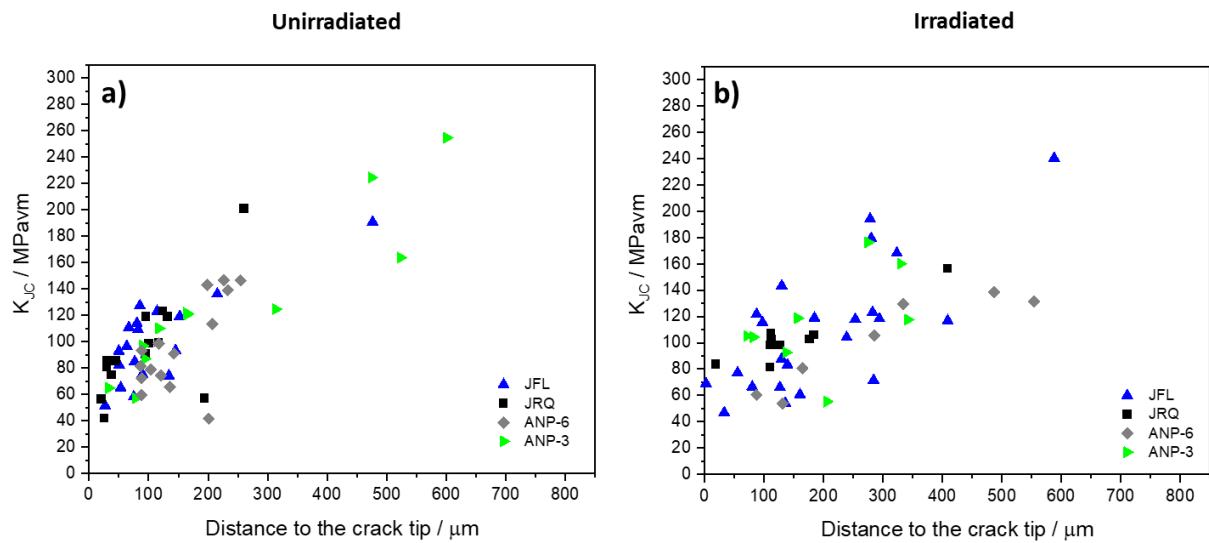 Unirradiated
Irradiated
a)
300
280
260
240
220
200
180
160
140
120
100
80
60
40
20
0
K_JC / MPavm
0 100 200 300 400 500 600 700 800
Distance to the crack tip / μm
JFL
JRQ
ANP-6
ANP-3
b)
300
280
260
240
220
200
180
160
140
120
100
80
60
40
20
0
K_JC / MPavm
0 100 200 300 400 500 600 700 800
Distance to the crack tip / μm
JFL
JRQ
ANP-6
ANP-3